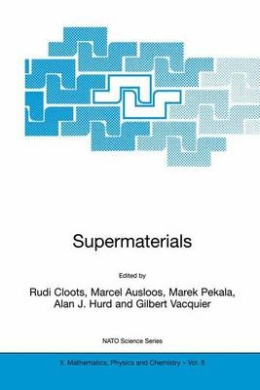 Supermaterials
Edited by
Rudi Cloots, Marcel Ausloos, Marek Pekala,
Alan J. Hurd and Gilbert Vacquier
NATO Science Series
II. Mathematics, Physics and Chemistry – Vol. 8